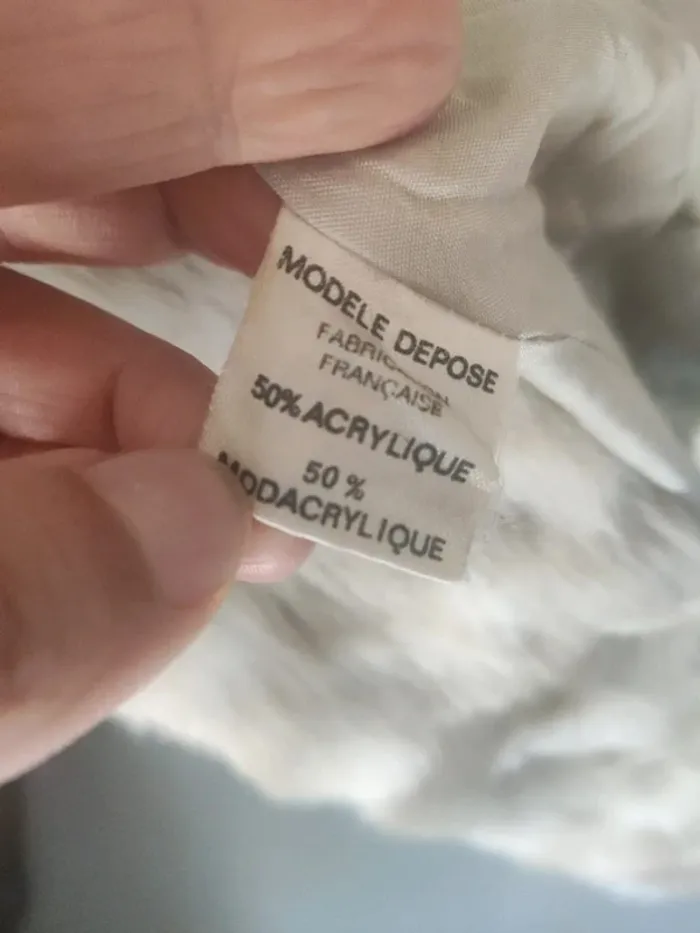 MODELE DEPOSE
FRANÇAISE
50% ACRYLIQUE
50 %
MODACRYLIQUE